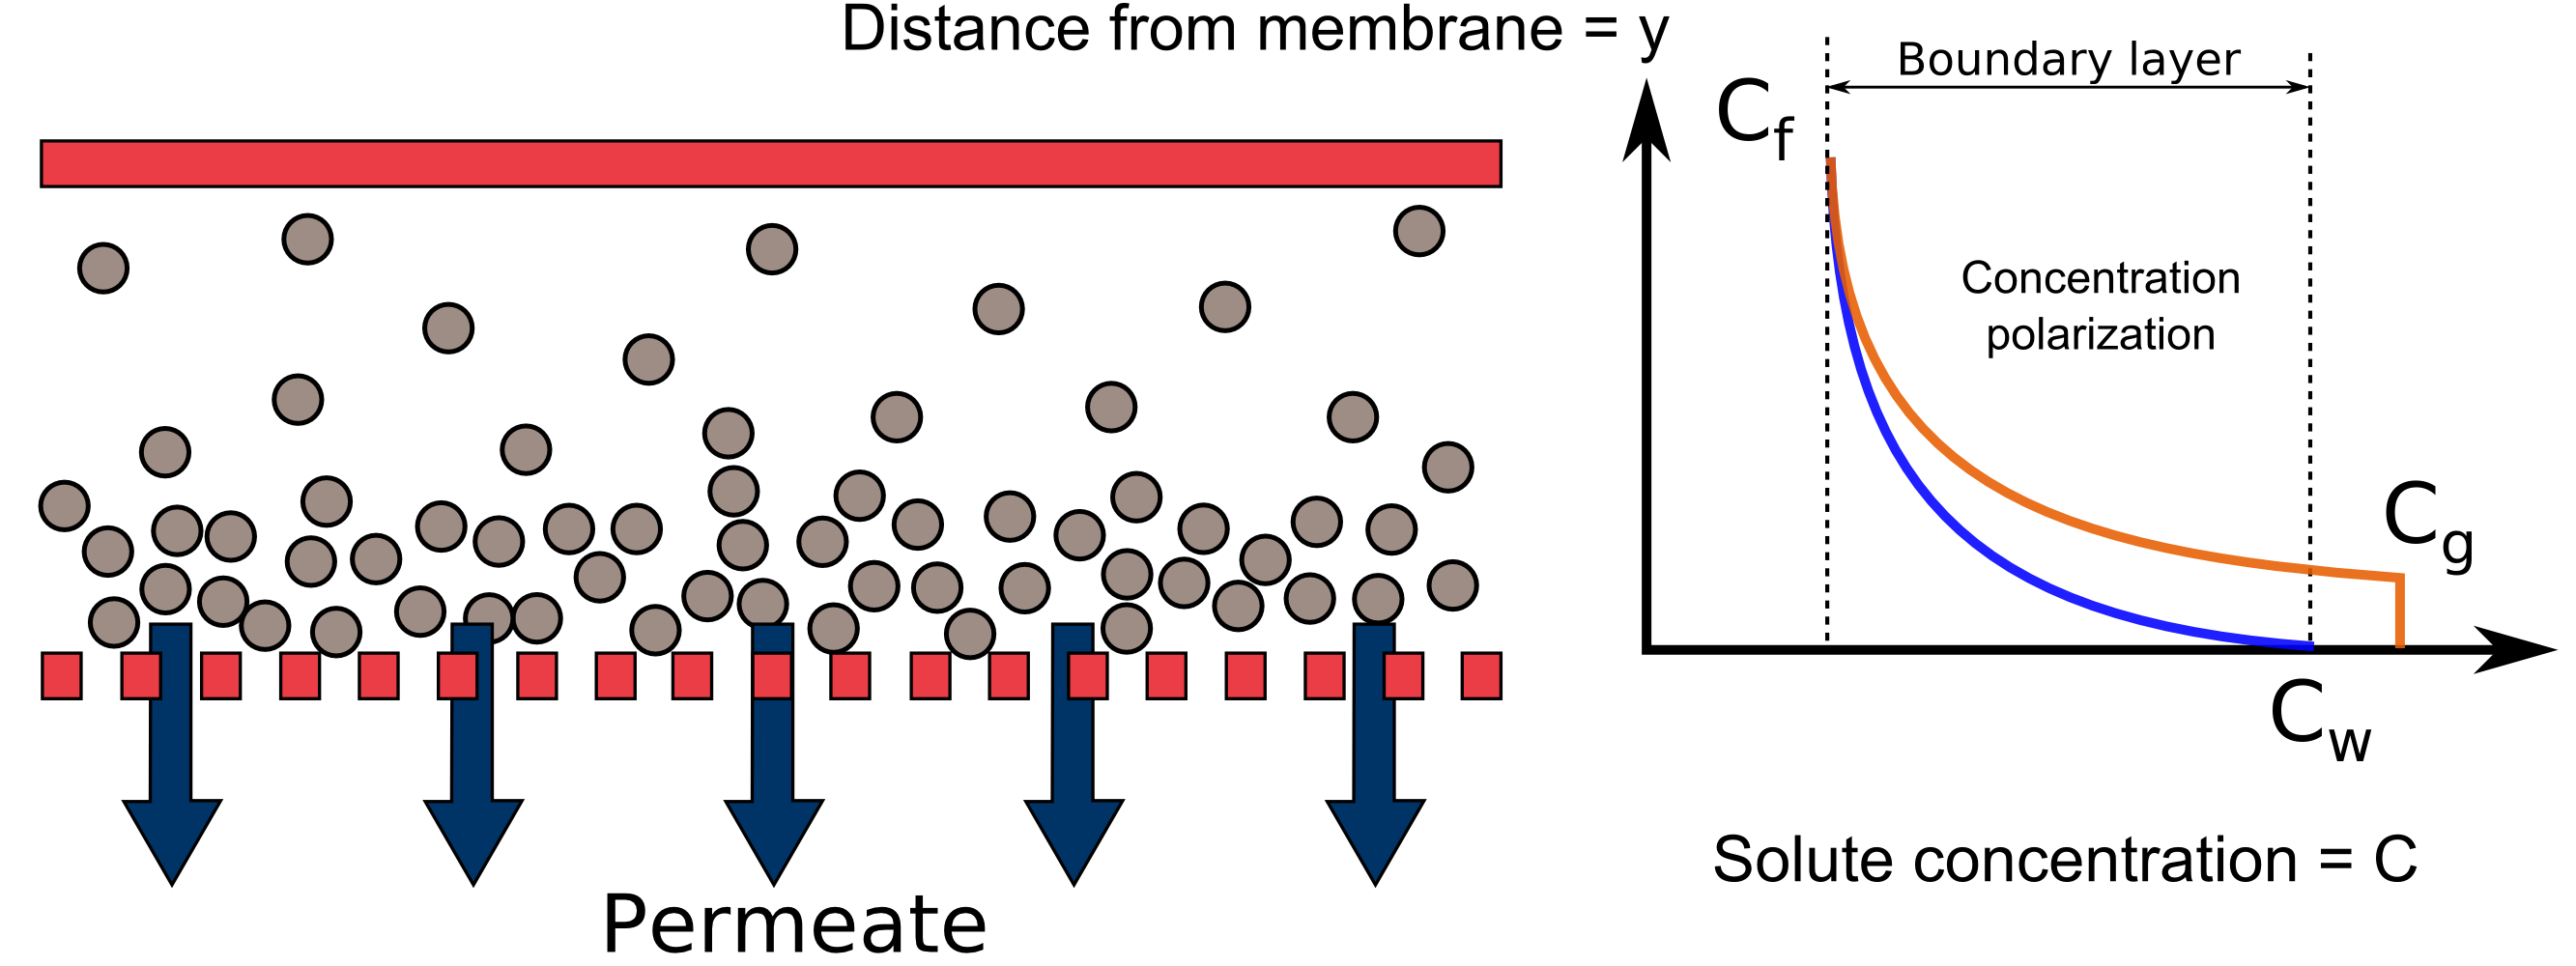 Distance from membrane = y
Boundary layer
Cf
Concentration
polarization
Cg
Cw
Solute concentration = C
Permeate